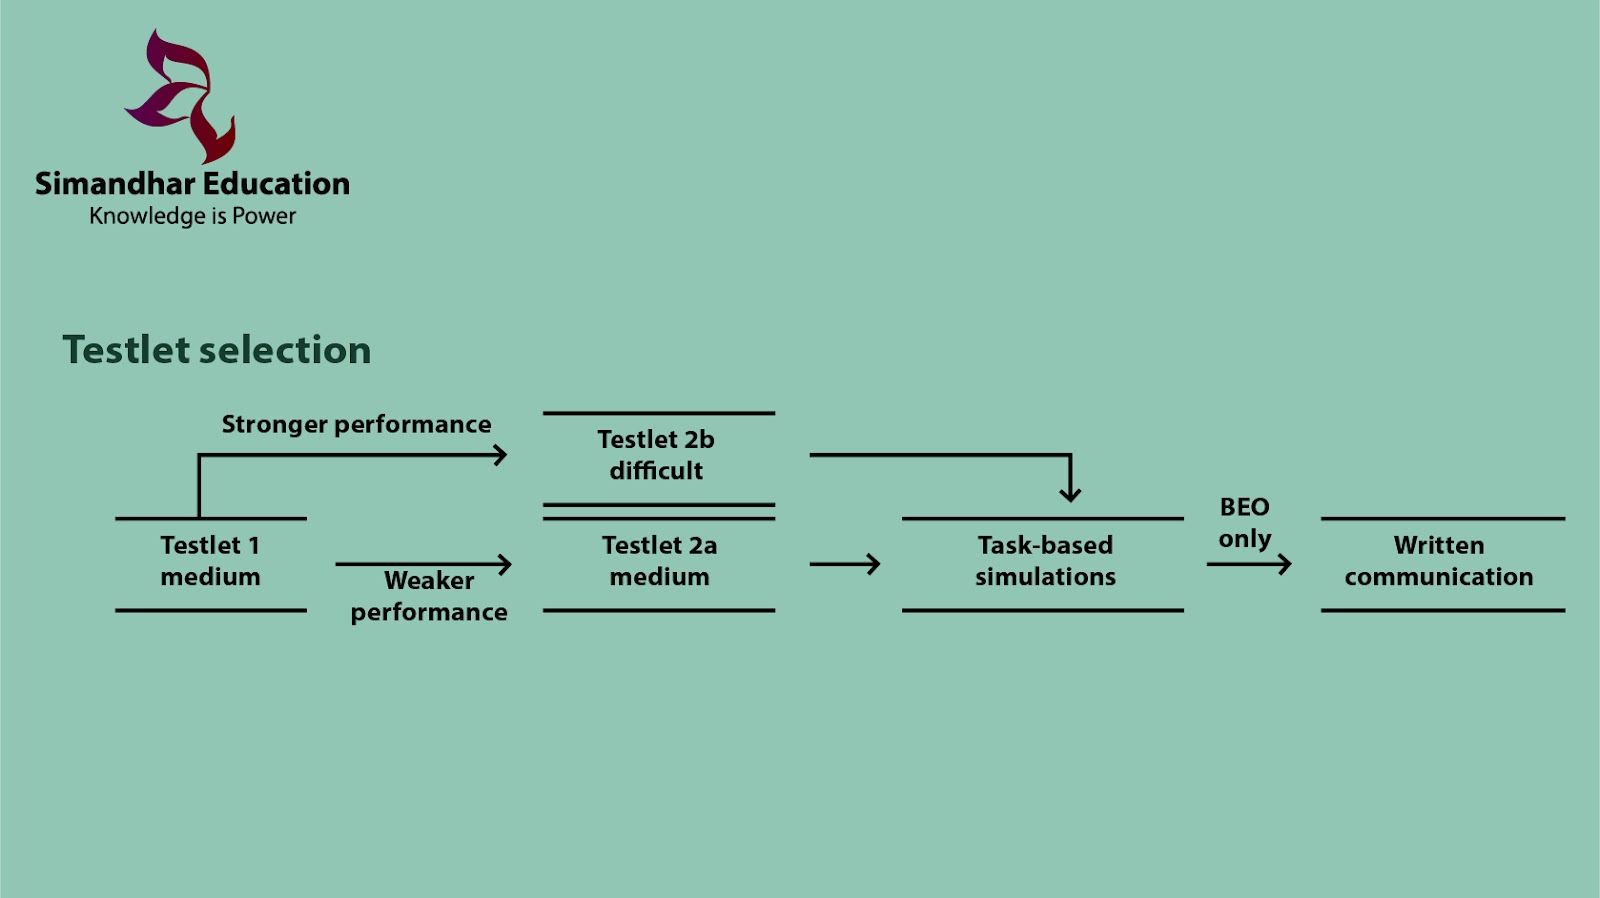 Simandhar Education
Knowledge is Power
Testlet selection
Stronger performance
Testlet 2b
difficult
Testlet 1
medium
Weaker
performance
Testlet 2a
medium
Task-based
simulations
BEO
only
Written
communication